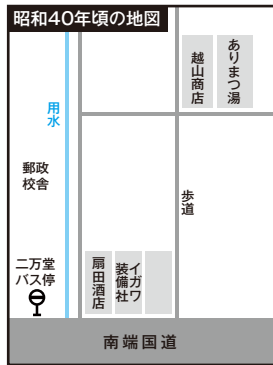 昭和40年頃の地図
用水
越山商店
ありまつ湯
郵政
校舎
歩道
二万堂
バス停
扇田酒店
イガワ
装備社
南端国道